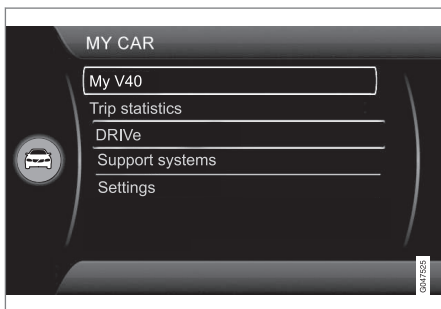 MY CAR
My V40
Trip statistics
DRIVe
Support systems
Settings
G047525